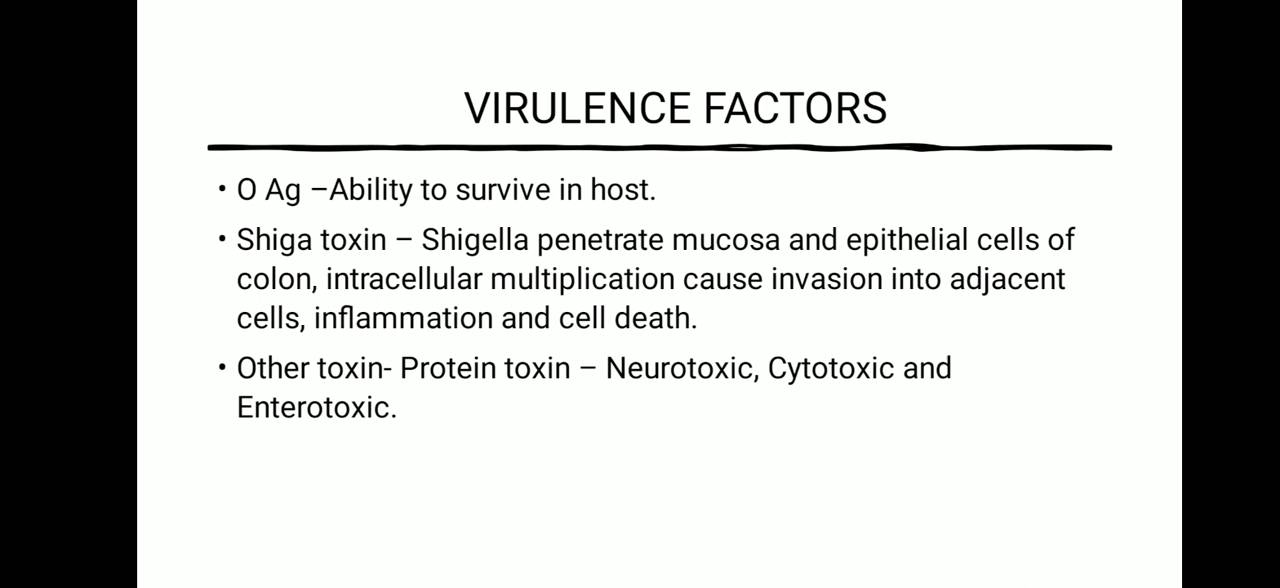 VIRULENCE FACTORS
• O Ag –Ability to survive in host.
• Shiga toxin – Shigella penetrate mucosa and epithelial cells of
colon, intracellular multiplication cause invasion into adjacent
cells, inflammation and cell death.
• Other toxin- Protein toxin – Neurotoxic, Cytotoxic and
Enterotoxic.